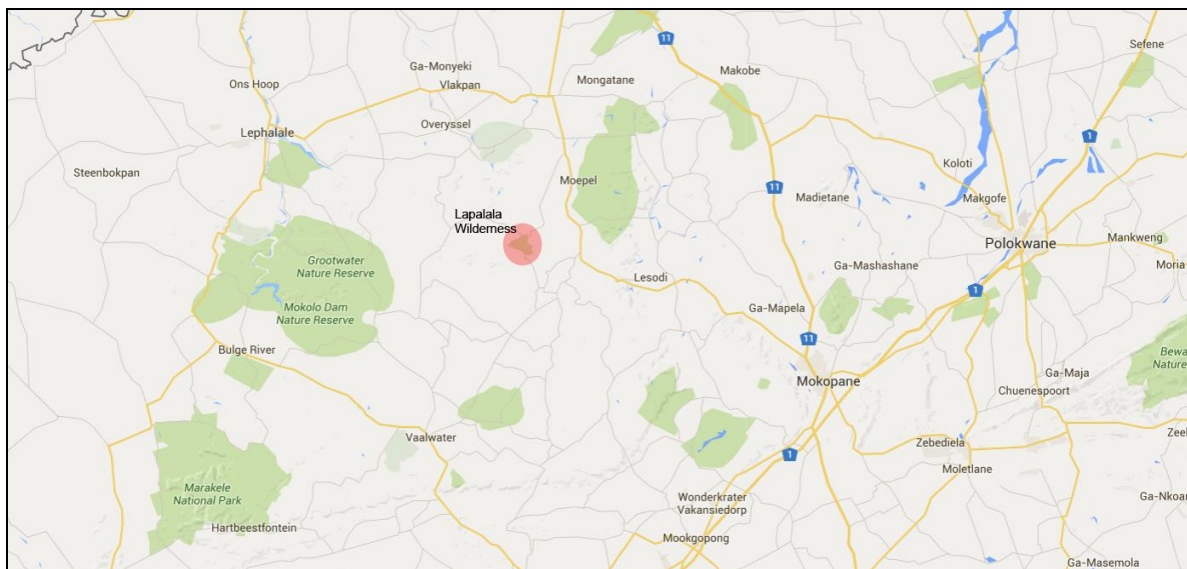 11
Sefene
Ga-Monyeki
Mongatane
Makobe
Ons Hoop
Vlakpan
Overyssel
Lephalale
1
Koloti
Steenbokpan
Moepel
11
Madietane
Makgofe
Lapalala
Wilderness
Polokwane
Mankweng
Grootwater
Nature Reserve
Ga-Mashashane
Moria
Lesodi
1
Mokolo Dam
Nature Reserve
Ga-Mapela
11
Bulge River
Bewa
Nature
Mokopane
Ga-Maja
Chuenespoort
Vaalwater
Zebediela
Zee
1
Moletlane
Marakele
National Park
Wonderkrater
Vakansiedorp
Ga-Nkoan
Hartbeestfontein
Mookgopong
Ga-Masemola